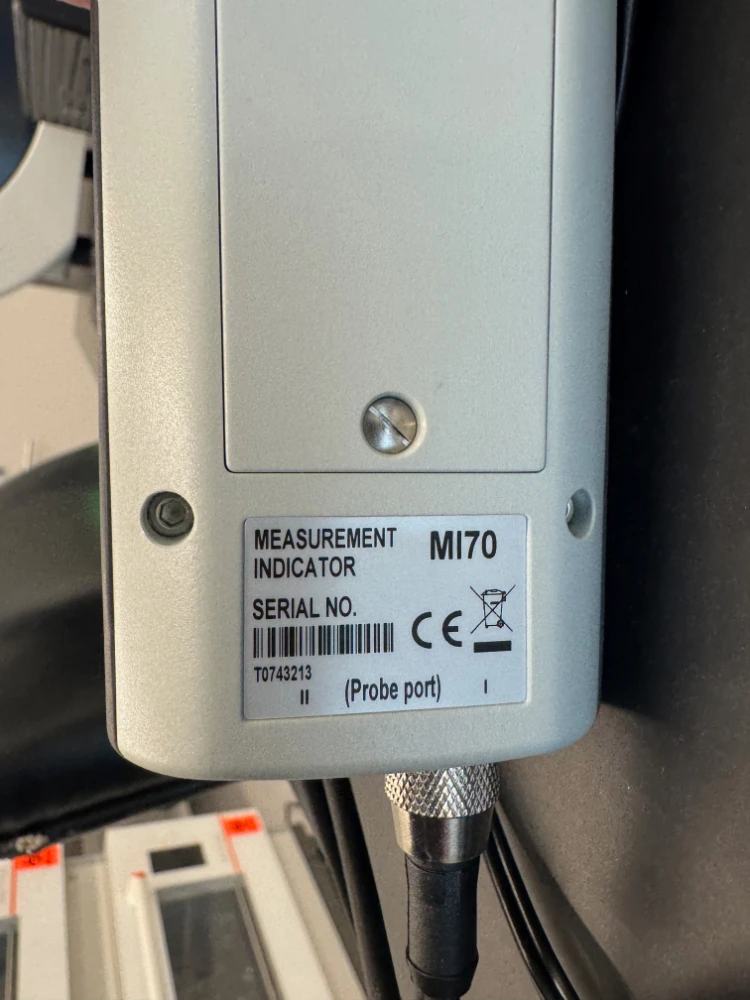 MEASUREMENT MI70
INDICATOR
SERIAL NO.
CE
T0743213
II (Probe port) I